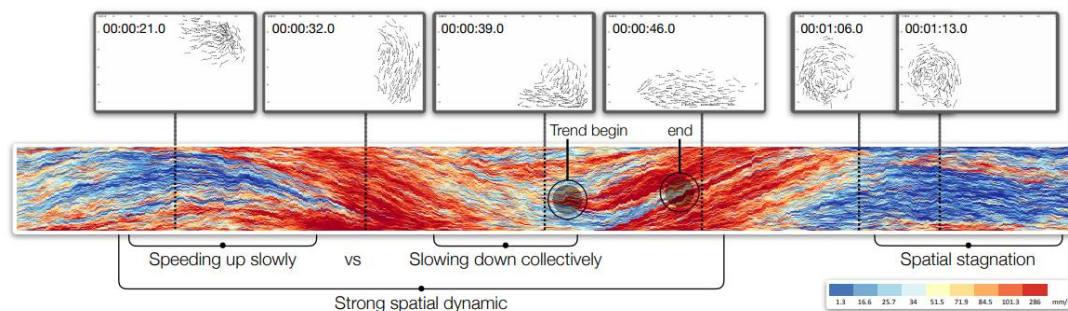 00:00:21.0
00:00:32.0
00:00:39.0
00:00:46.0
00:01:06.0
00:01:13.0
Trend begin
end
Speeding up slowly
vs
Slowing down collectively
Spatial stagnation
Strong spatial dynamic
1.3 16.6 25.7 34 51.5 71.9 84.5 101.3 286